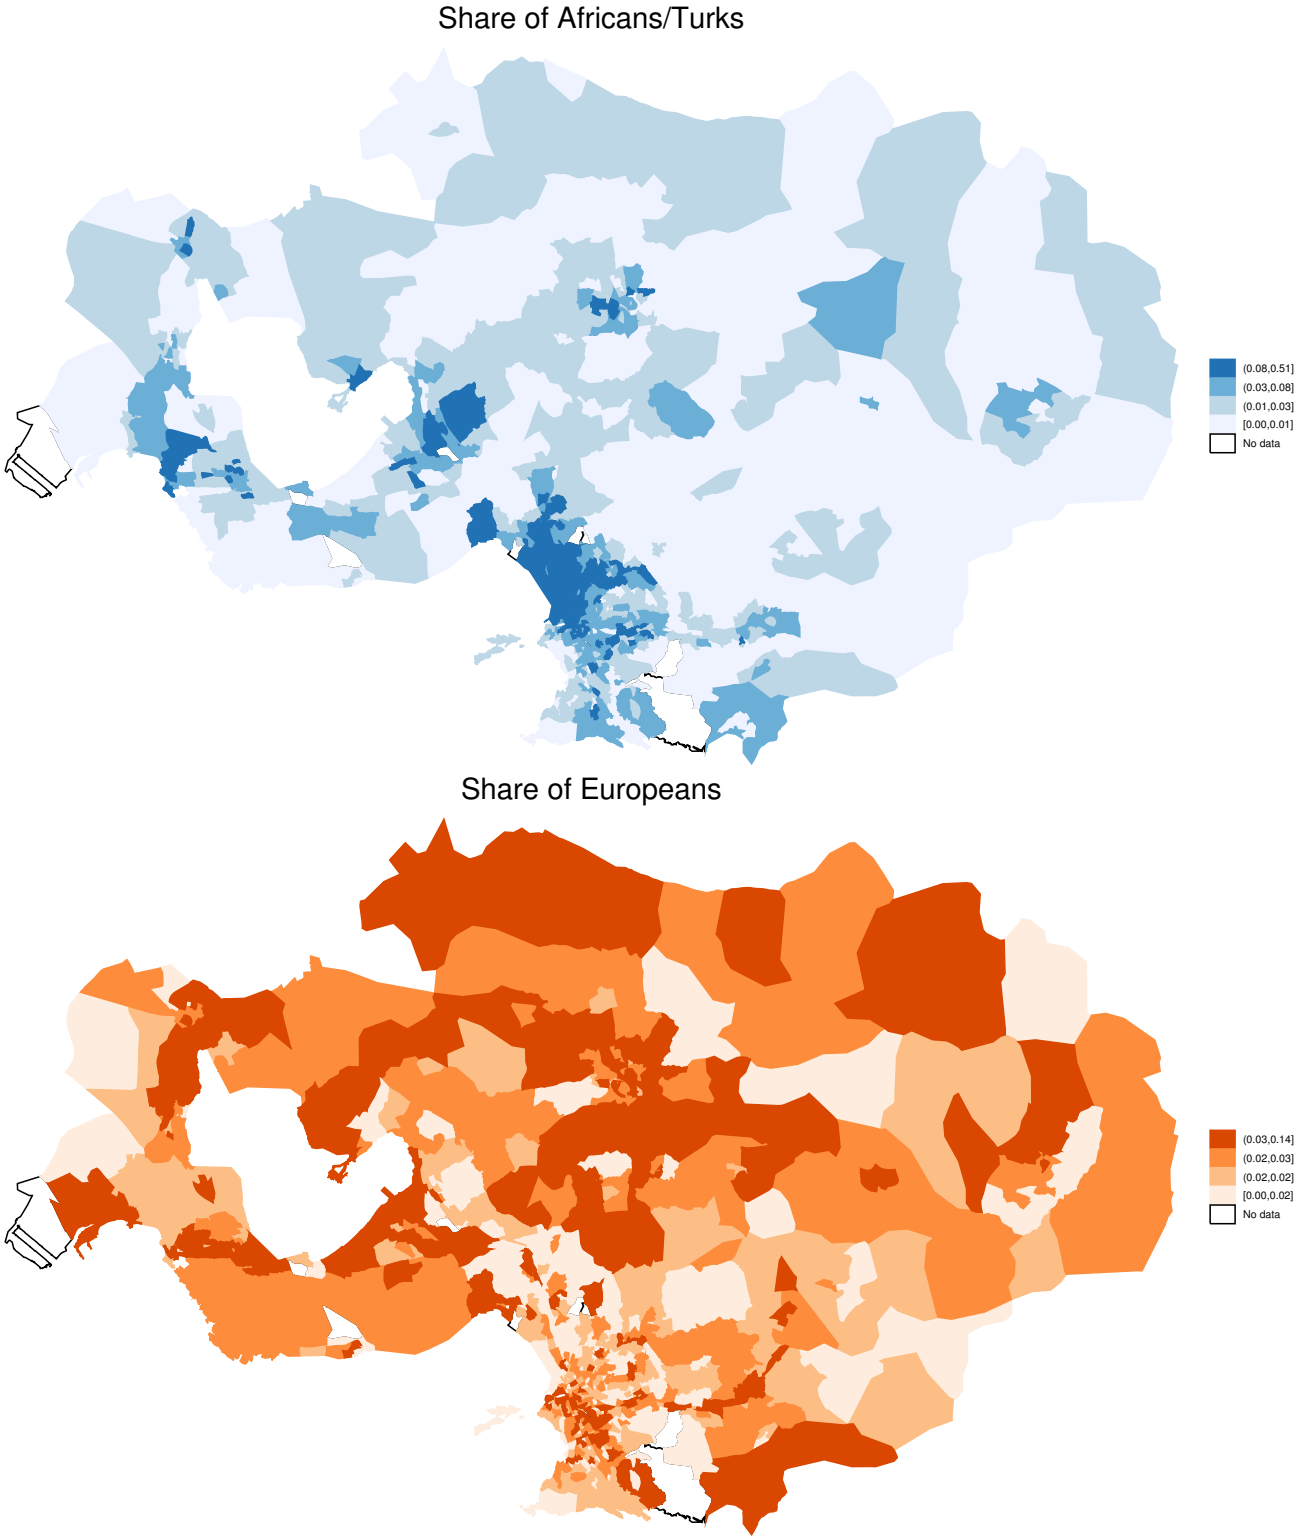 Share of Africans/Turks
(0.08,0.51]
(0.03,0.08]
(0.01,0.03]
[0.00,0.01]
No data
Share of Europeans
(0.03,0.14]
(0.02,0.03]
(0.02,0.02]
[0.00,0.02]
No data